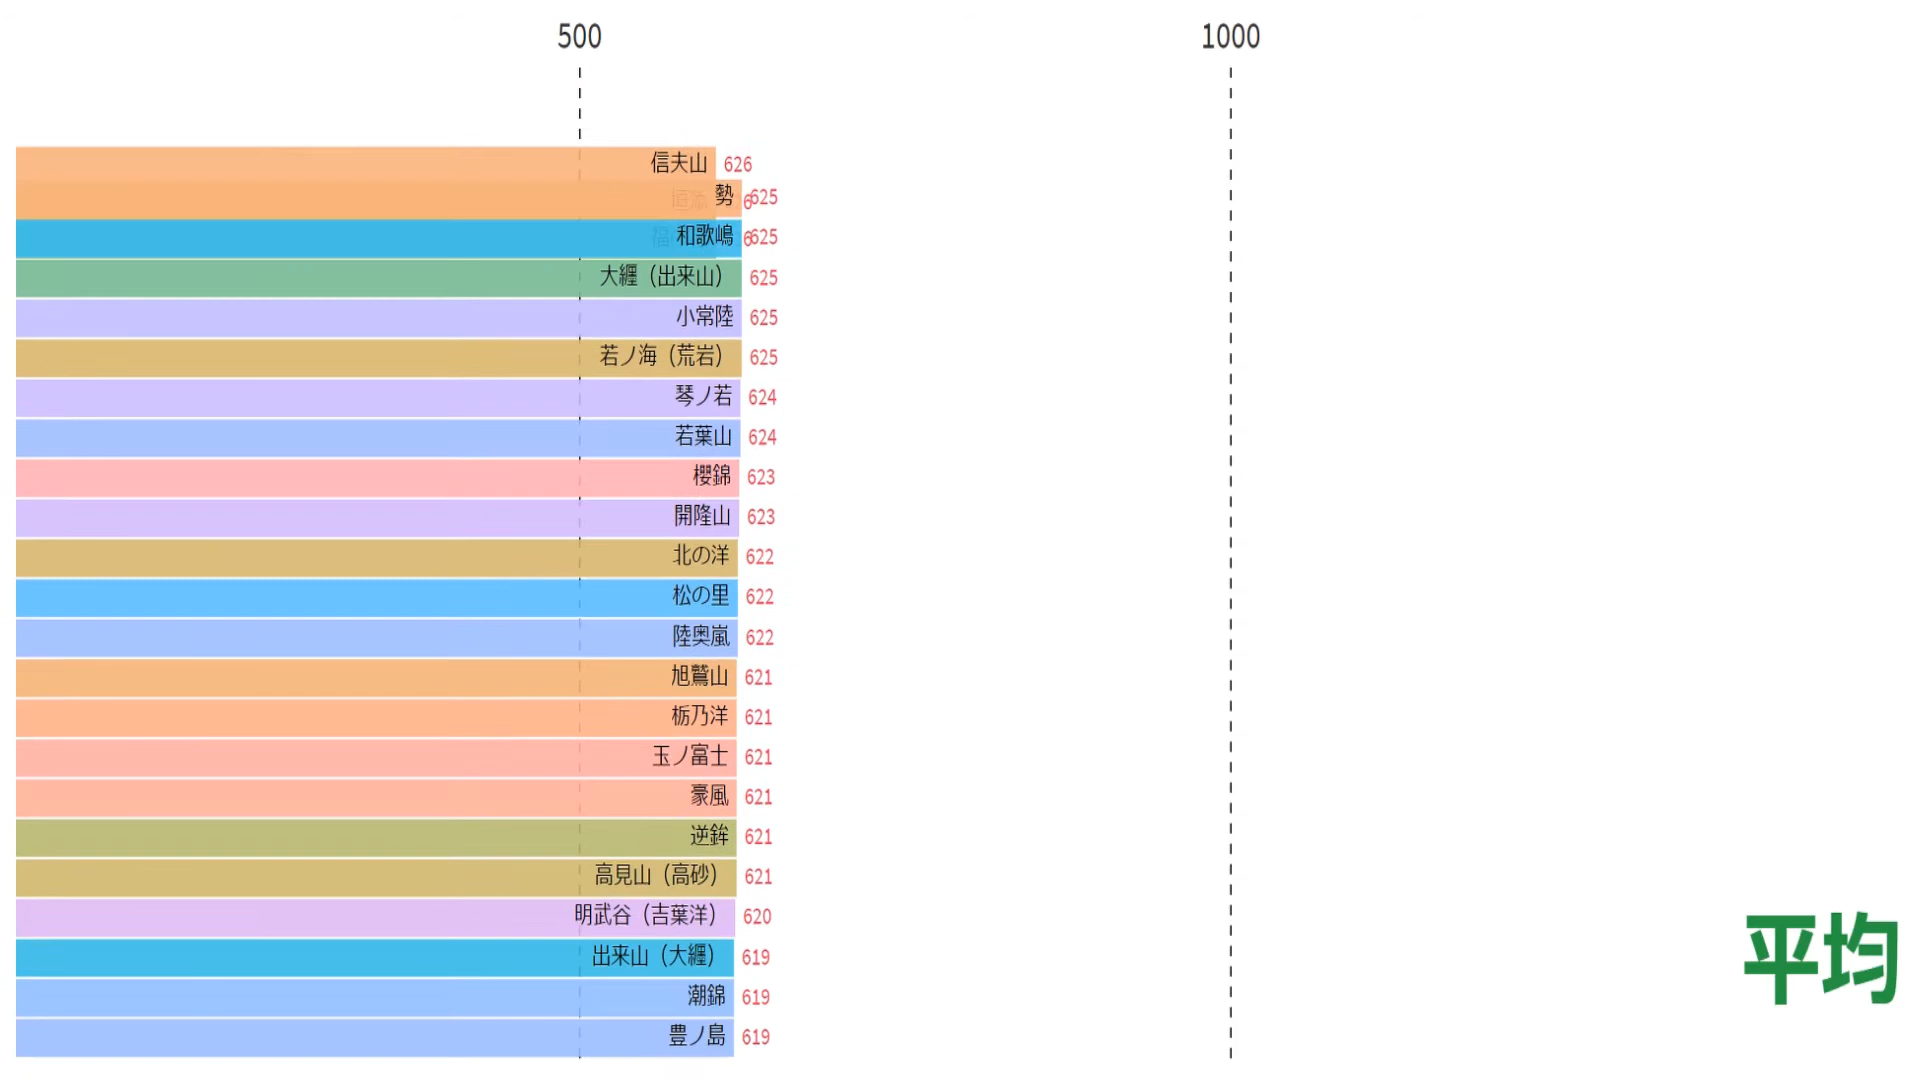 500 1000
信夫山 626
勢 625
和歌嶋 625
大纒（出来山） 625
小常陸 625
若ノ海（荒岩） 625
琴ノ若 624
若葉山 624
櫻錦 623
開隆山 623
北の洋 622
松の里 622
陸奥嵐 622
旭鷲山 621
栃乃洋 621
玉ノ富士 621
豪風 621
逆鉾 621
高見山（高砂） 621
明武谷（吉葉洋） 620
出来山（大纒） 619
潮錦 619
豊ノ島 619
平均